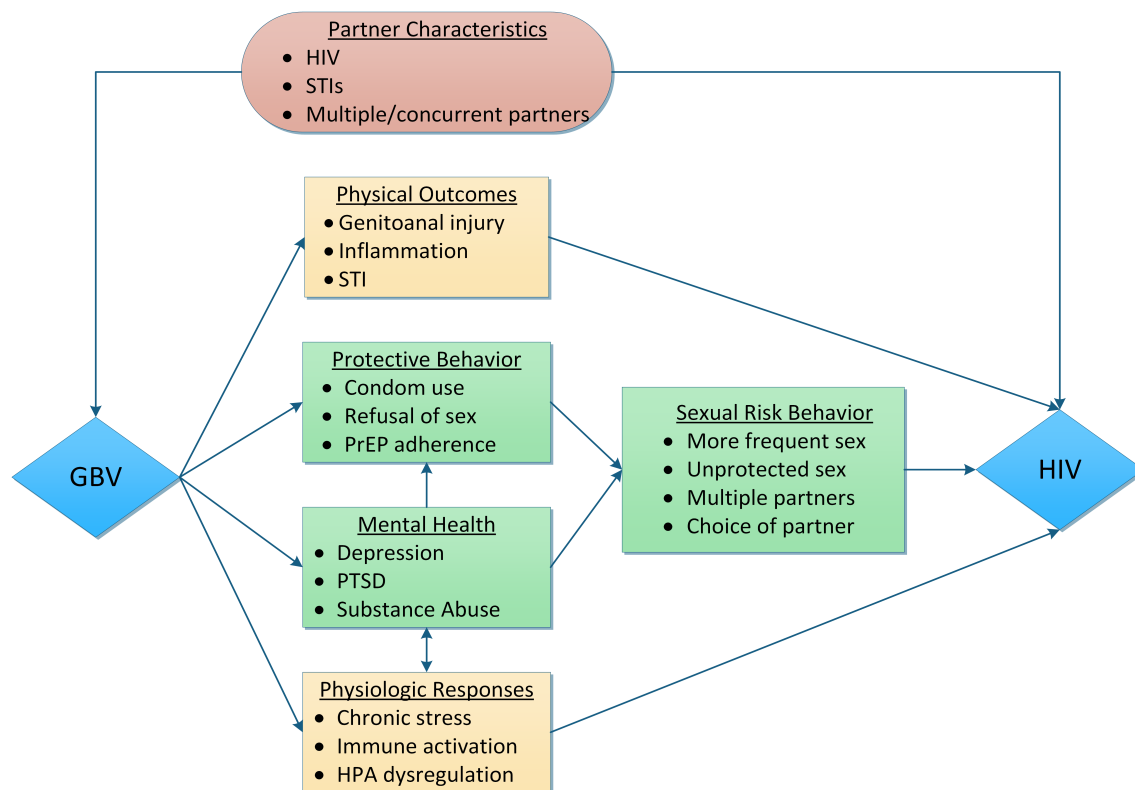 Partner Characteristics
• HIV
• STIs
• Multiple/concurrent partners
Physical Outcomes
• Genitoanal injury
• Inflammation
• STI
Protective Behavior
• Condom use
• Refusal of sex
• PrEP adherence
Sexual Risk Behavior
• More frequent sex
• Unprotected sex
• Multiple partners
• Choice of partner
GBV
HIV
Mental Health
• Depression
• PTSD
• Substance Abuse
Physiologic Responses
• Chronic stress
• Immune activation
• HPA dysregulation